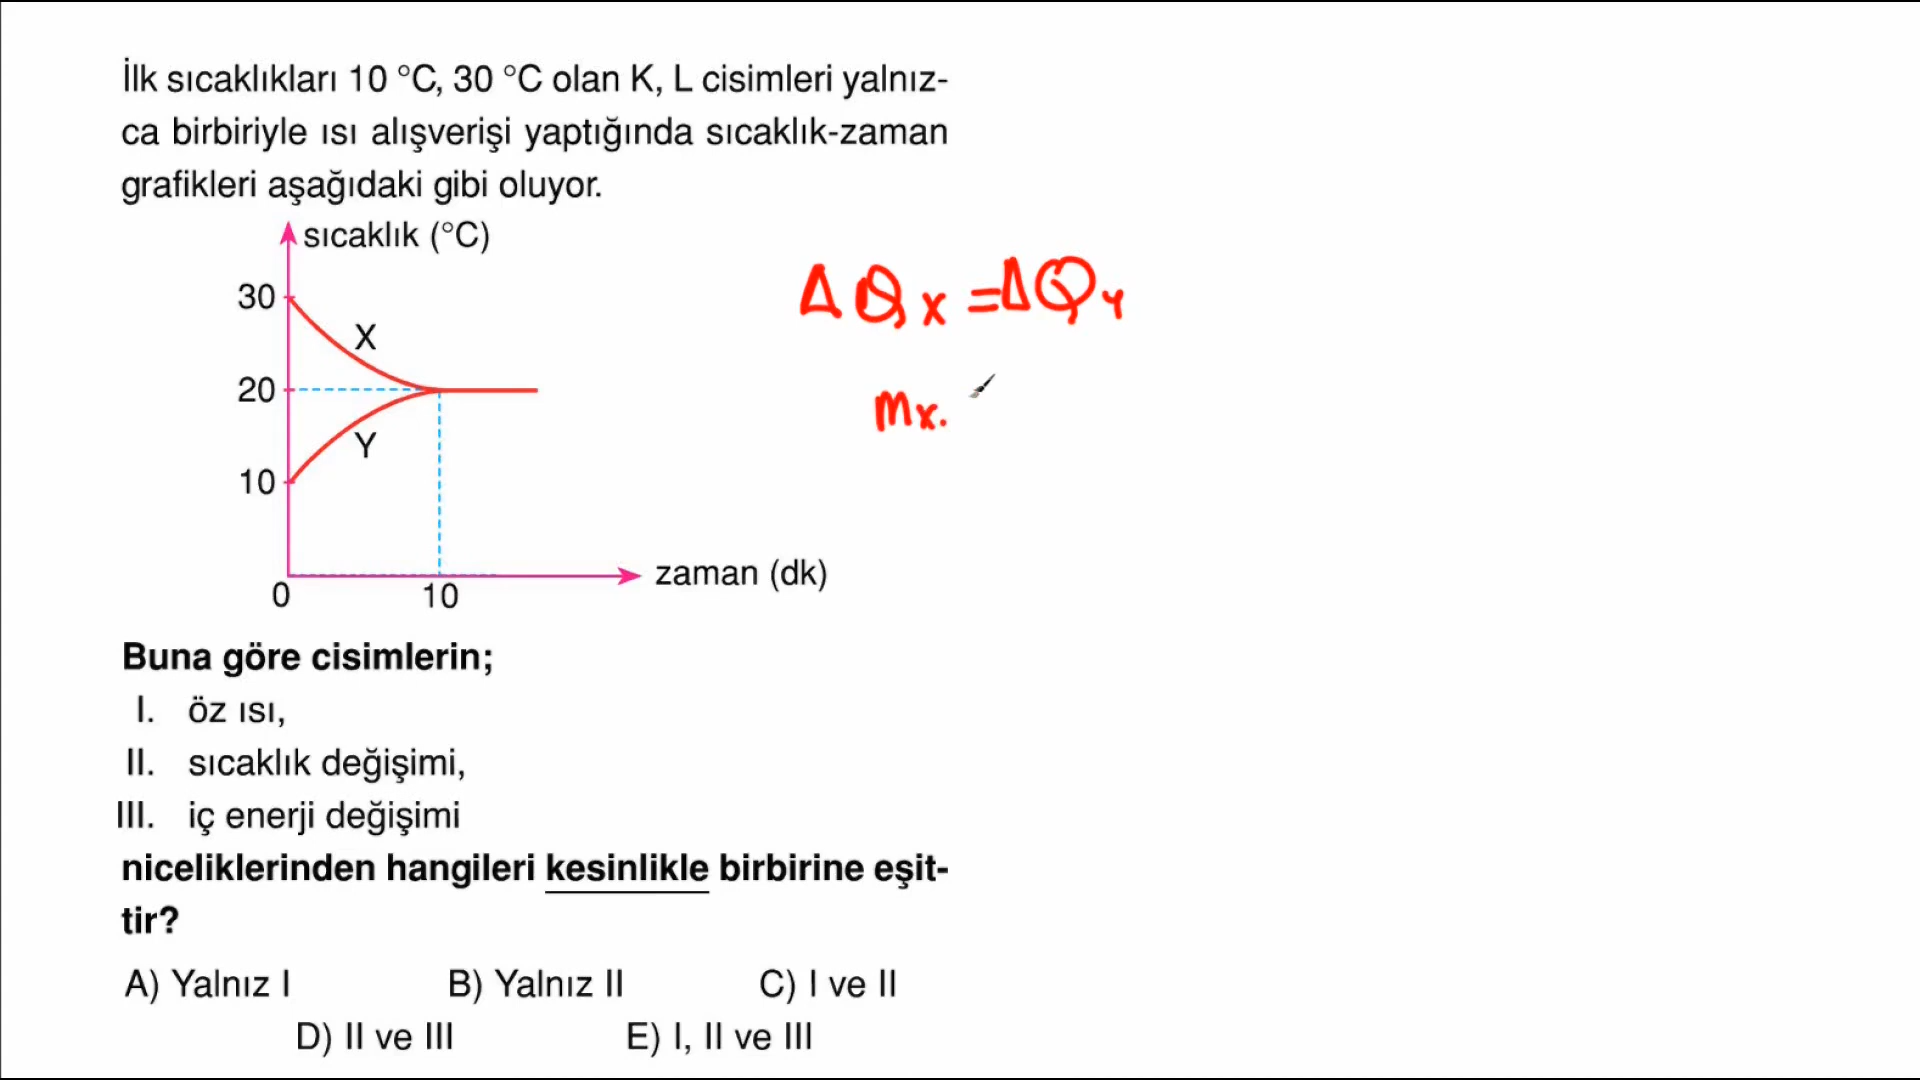 İlk sıcaklıkları 10 °C, 30 °C olan K, L cisimleri yalnız-
ca birbiriyle ısı alışverişi yaptığında sıcaklık-zaman
grafikleri aşağıdaki gibi oluyor.
sıcaklık (°C)
30
X
20
Y
10
0
10
zaman (dk)
ΔQx = ΔQY
mx.
Buna göre cisimlerin;
I. öz ısı,
II. sıcaklık değişimi,
III. iç enerji değişimi
niceliklerinden hangileri kesinlikle birbirine eşit-
tir?
A) Yalnız I B) Yalnız II C) I ve II
D) II ve III E) I, II ve III